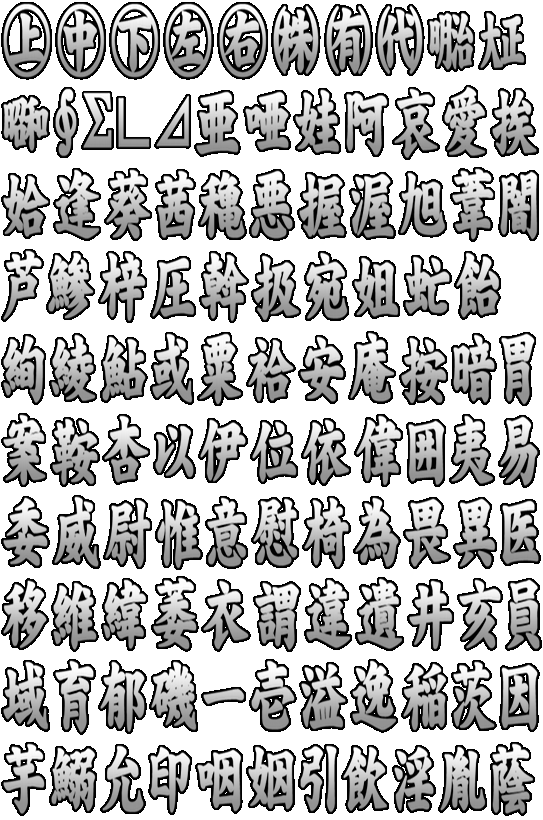 ㊤㊥㊦㊧㊨㈱㈲㈹㍾㍽
㍼∮∑∟⊿亜唖娃阿哀愛挨
姶逢葵茜穐悪握渥旭葦闇
芦鯵梓圧斡扱宛姐虻飴
絢綾鮎或粟袷安庵按暗胃
案鞍杏以伊位依偉囲夷易
委威尉惟意慰椅為畏異医
移維緯萎衣謂違遺井亥員
域育郁磯一壱溢逸稲茨因
芋鰯允印咽姻引飲淫胤蔭